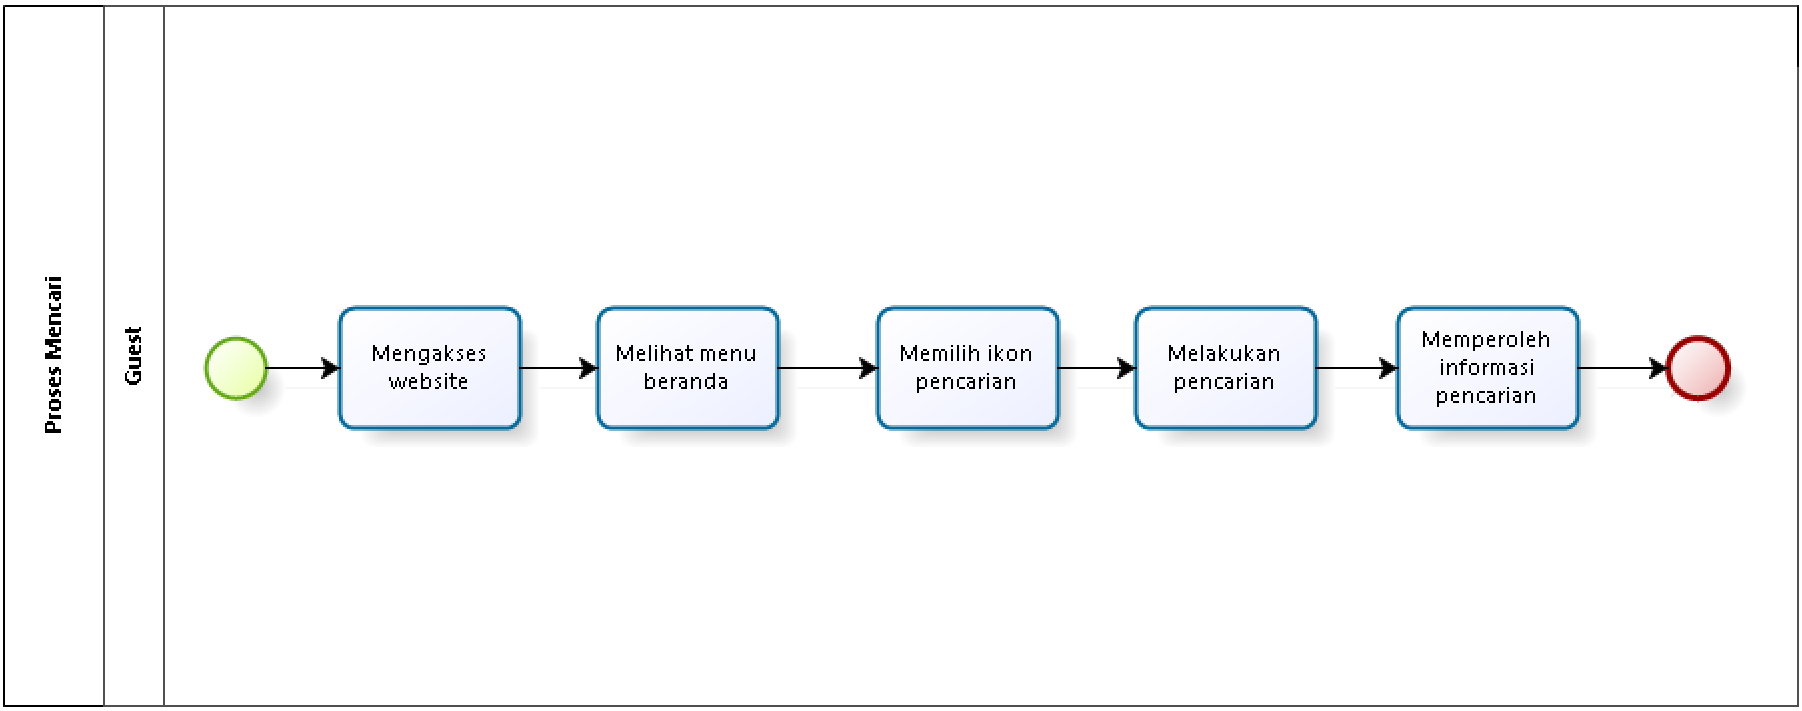 Proses Mencari
Guest
Mengakses
website
Melihat menu
beranda
Memilih ikon
pencarian
Melakukan
pencarian
Memperoleh
informasi
pencarian